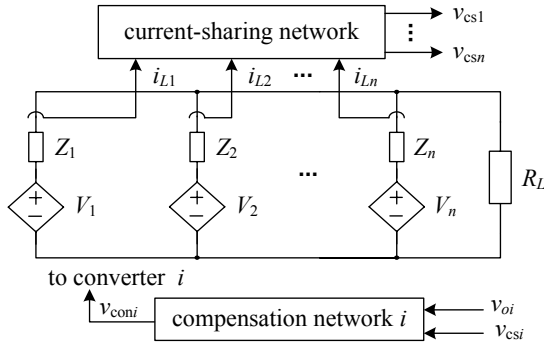 current-sharing network
v_cs1
⋮
v_csn
i_L1 i_L2 ... i_Ln
Z_1 Z_2 Z_n
R_L
+ + ... +
− V_1 − V_2 − V_n
to converter i
v_coni
compensation network i
v_oi
v_csi